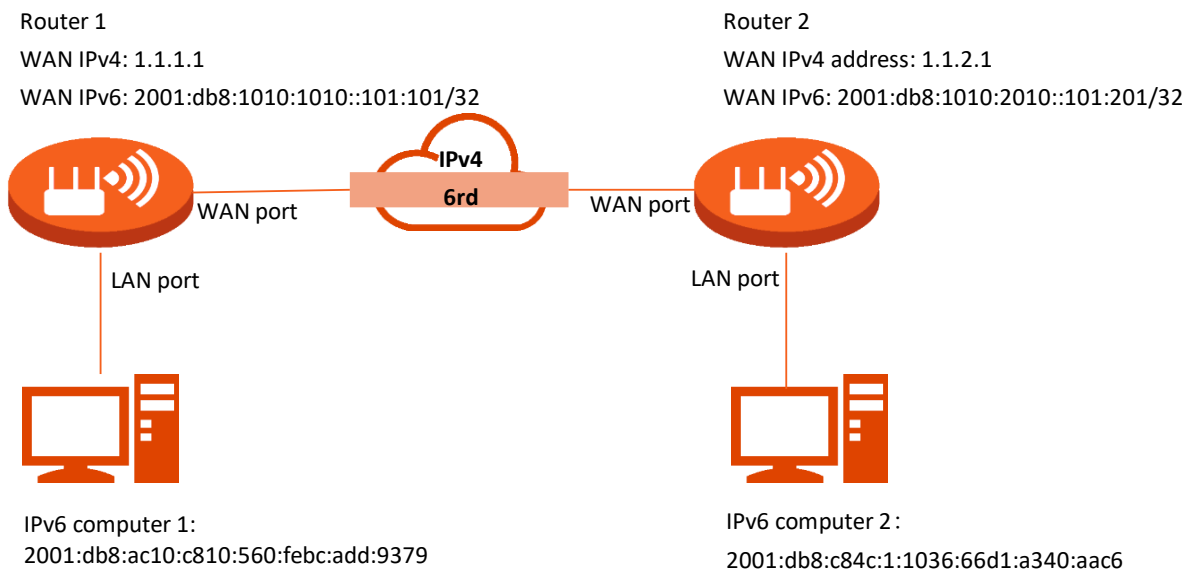 Router 1
WAN IPv4: 1.1.1.1
WAN IPv6: 2001:db8:1010:1010::101:101/32
Router 2
WAN IPv4 address: 1.1.2.1
WAN IPv6: 2001:db8:1010:2010::101:201/32
IPv4
6rd
WAN port
WAN port
LAN port
LAN port
IPv6 computer 1:
2001:db8:ac10:c810:560:febc:add:9379
IPv6 computer 2：
2001:db8:c84c:1:1036:66d1:a340:aac6